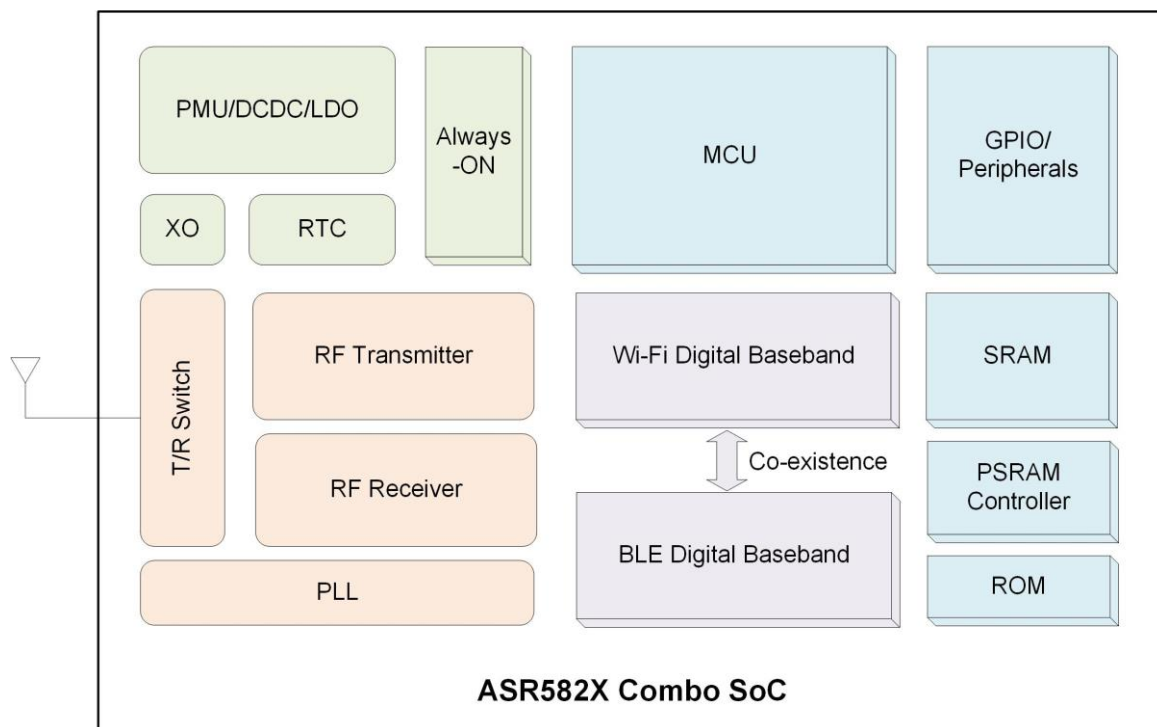 PMU/DCDC/LDO
Always
-ON
MCU
GPIO/
Peripherals
XO
RTC
T/R Switch
RF Transmitter
Wi-Fi Digital Baseband
SRAM
Co-existence
RF Receiver
PSRAM
Controller
BLE Digital Baseband
PLL
ROM
ASR582X Combo SoC